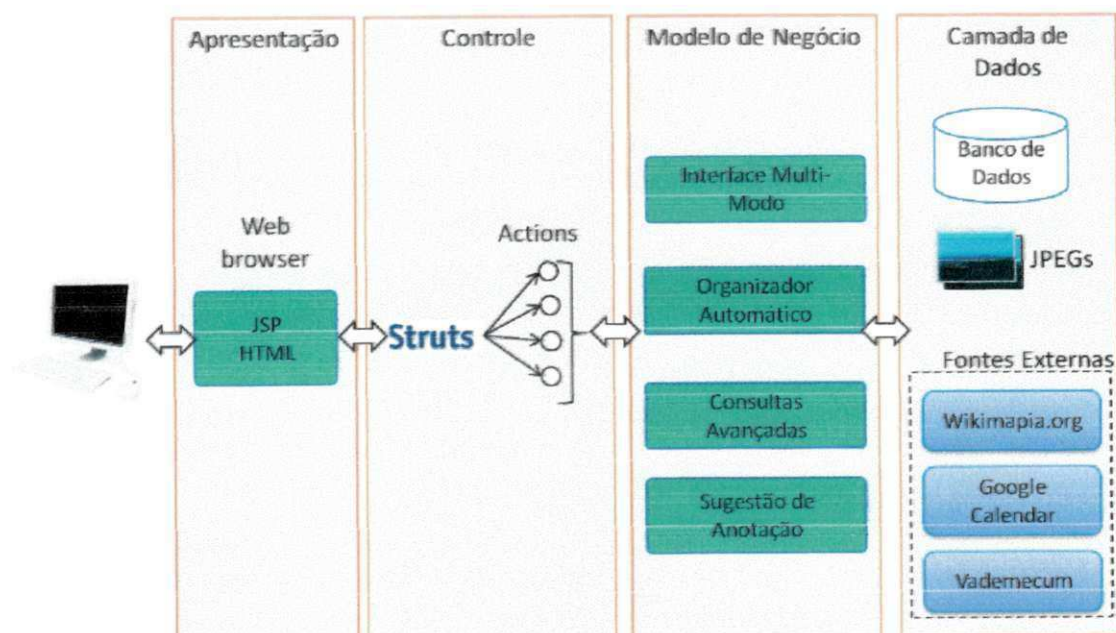 Apresentação
Controle
Modelo de Negócio
Camada de
Dados
Banco de
Dados
JPEGs
Interface Multi-
Modo
Web
browser
Actions
Organizador
Automático
JSP
HTML
Struts
Fontes Externas
Consultas
Avançadas
Wikimapia.org
Google
Calendar
Sugestão de
Anotação
Vademecum